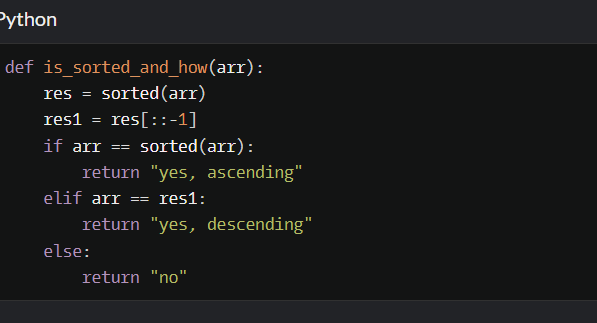 Python
def is_sorted_and_how(arr):
    res = sorted(arr)
    res1 = res[::-1]
    if arr == sorted(arr):
        return "yes, ascending"
    elif arr == res1:
        return "yes, descending"
    else:
        return "no"